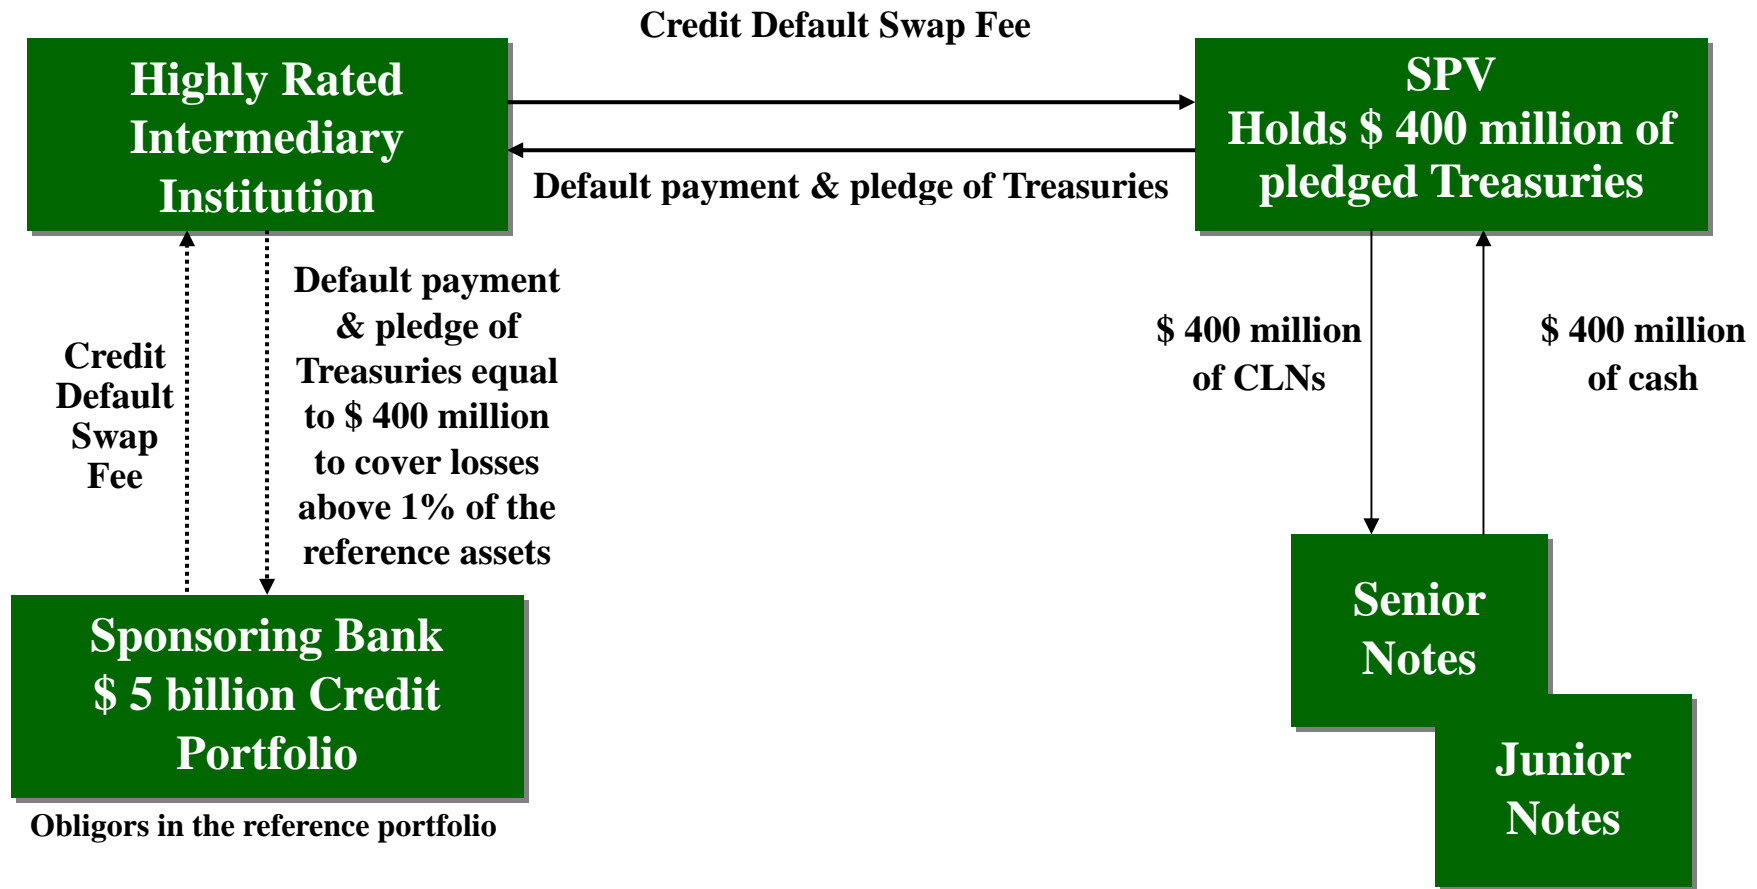 Credit Default Swap Fee
Highly Rated
Intermediary
Institution
SPV
Holds $ 400 million of
pledged Treasuries
Default payment & pledge of Treasuries
Credit
Default
Swap
Fee
Default payment
& pledge of
Treasuries equal
to $ 400 million
to cover losses
above 1% of the
reference assets
$ 400 million
of CLNs
$ 400 million
of cash
Sponsoring Bank
$ 5 billion Credit
Portfolio
Obligors in the reference portfolio
Senior
Notes
Junior
Notes